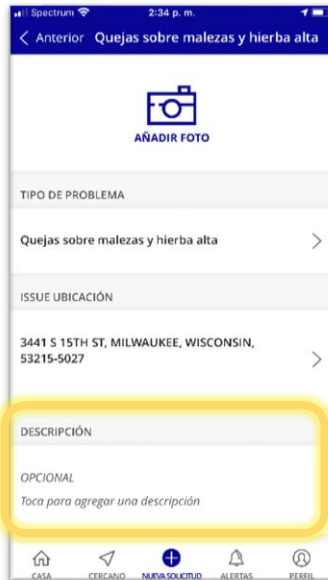 Spectrum 2:34 p. m.
Anterior Quejas sobre malezas y hierba alta
AÑADIR FOTO
TIPO DE PROBLEMA
Quejas sobre malezas y hierba alta
ISSUE UBICACIÓN
3441 S 15TH ST, MILWAUKEE, WISCONSIN,
53215-5027
DESCRIPCIÓN
OPCIONAL
Toca para agregar una descripción
CASA CERCANO NUEVA SOLICITUD ALERTAS PERFIL